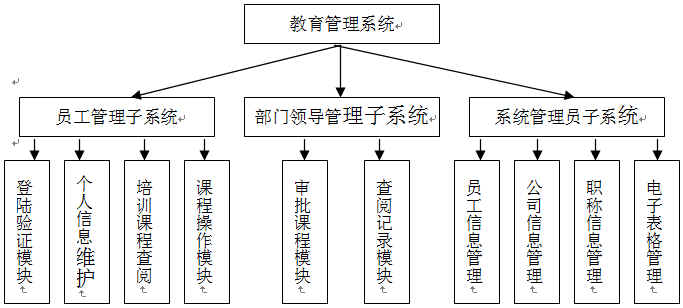 教育管理系统
员工管理子系统
部门领导管理子系统
系统管理员子系统
登陆验证模块
个人信息维护
培训课程查阅
课程操作模块
审批课程模块
查阅记录模块
员工信息管理
公司信息管理
职称信息管理
电子表格管理